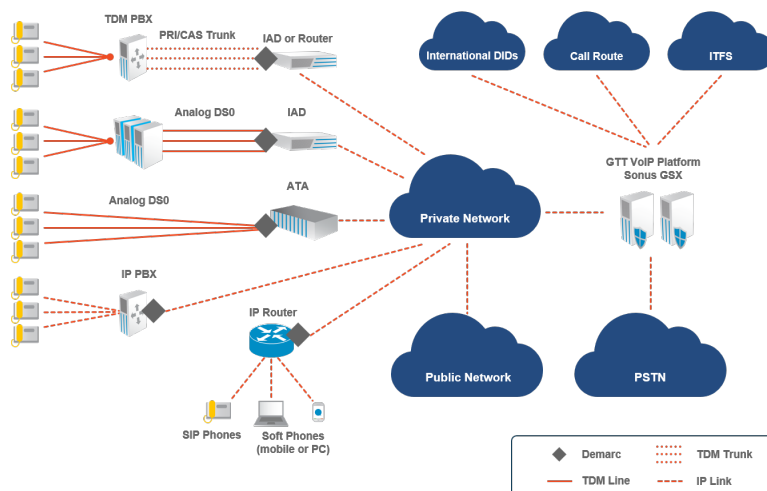 TDM PBX
PRI/CAS Trunk
IAD or Router
International DIDs
Call Route
ITFS
Analog DS0
IAD
GTT VoIP Platform
Sonus GSX
Analog DS0
ATA
Private Network
IP PBX
IP Router
Public Network
PSTN
SIP Phones
Soft Phones
(mobile or PC)
Demarc
TDM Trunk
TDM Line
IP Link